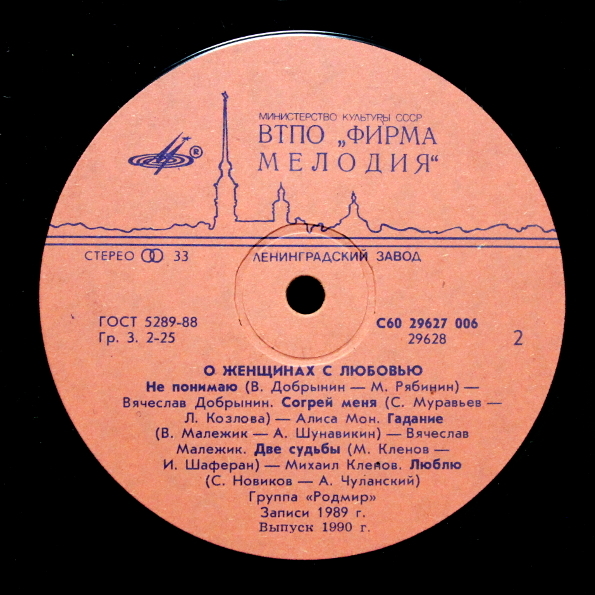 МИНИСТЕРСТВО КУЛЬТУРЫ СССР
ВТПО „ФИРМА
МЕЛОДИЯ“
®
СТЕРЕО 33
ЛЕНИНГРАДСКИЙ ЗАВОД
ГОСТ 5289-88
Гр. 3. 2-25
С60 29627 006
29628
2
О ЖЕНЩИНАХ С ЛЮБОВЬЮ
Не понимаю (В. Добрынин — М. Рябинин) —
Вячеслав Добрынин. Согрей меня (С. Муравьев —
Л. Козлова) — Алиса Мон. Гадание
(В. Малежик — А. Шунавикин) — Вячеслав
Малежик. Две судьбы (М. Кленов —
И. Шаферан) — Михаил Кленов. Люблю
(С. Новиков — А. Чуланский)
Группа «Родмир»
Записи 1989 г.
Выпуск 1990 г.